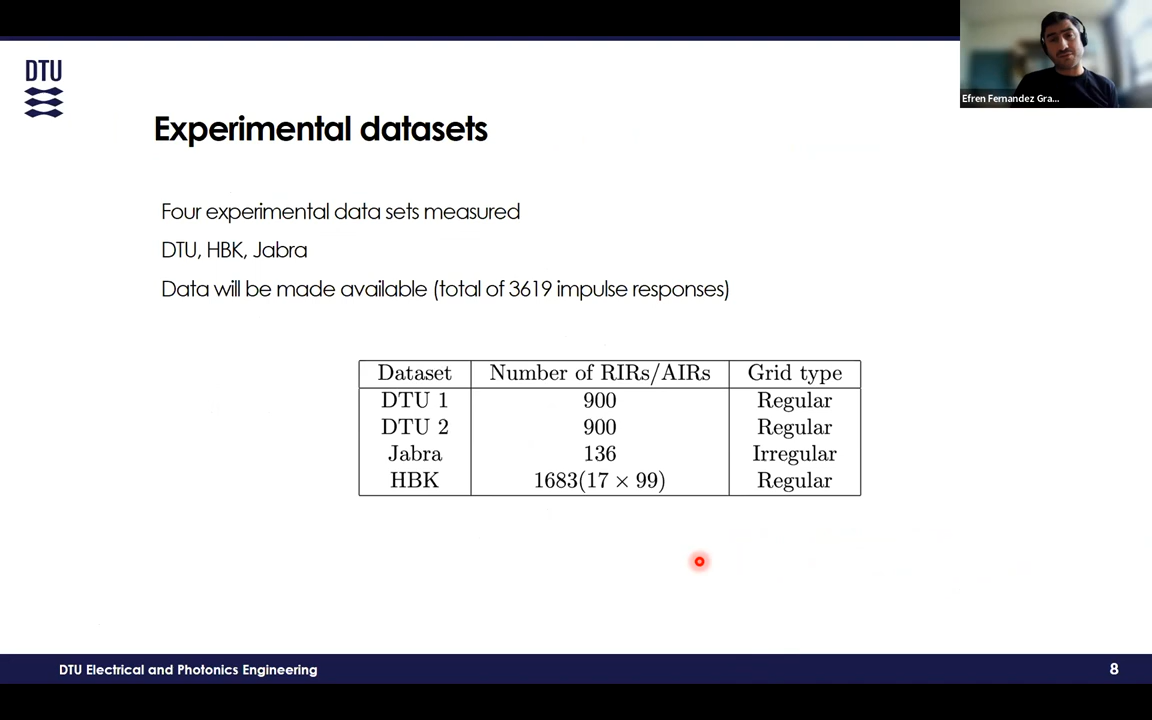 DTU
Efren Fernandez Gra...
Experimental datasets
Four experimental data sets measured
DTU, HBK, Jabra
Data will be made available (total of 3619 impulse responses)
Dataset Number of RIRs/AIRs Grid type
DTU 1 900 Regular
DTU 2 900 Regular
Jabra 136 Irregular
HBK 1683(17 × 99) Regular
DTU Electrical and Photonics Engineering 8